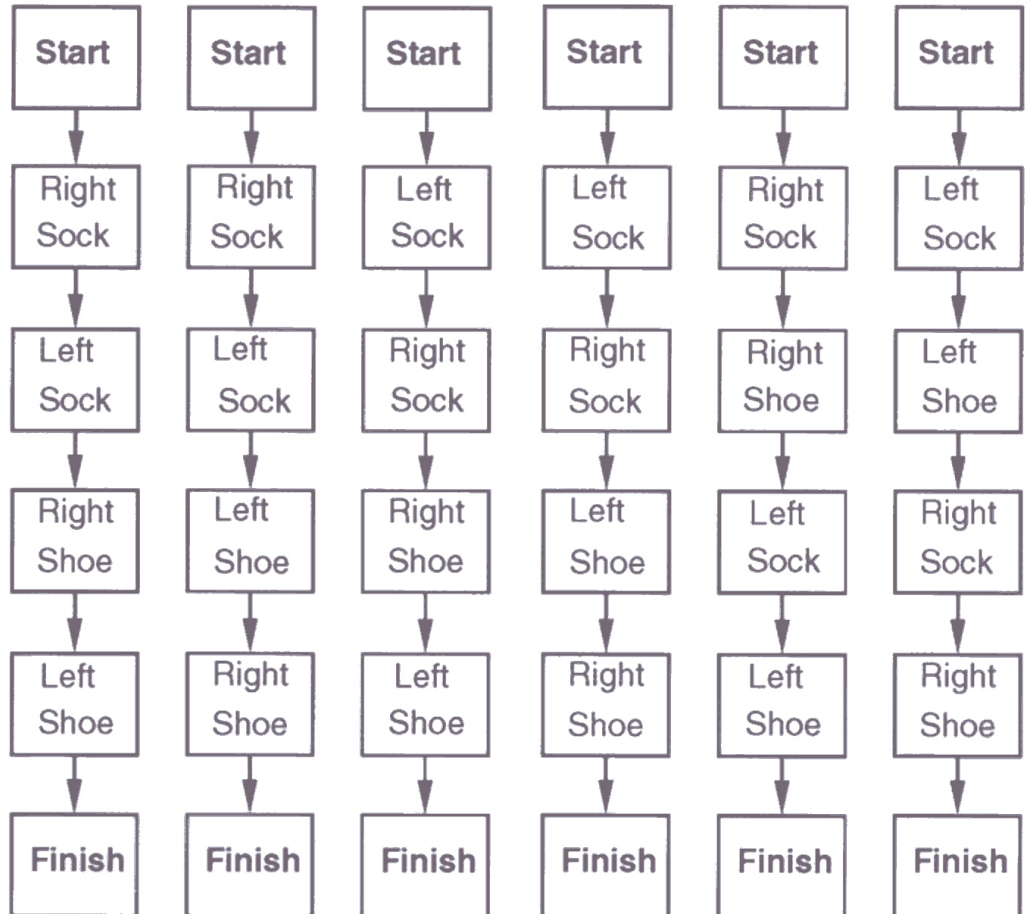 Start Start Start Start Start Start
Right Right Left Left Right Left
Sock Sock Sock Sock Sock Sock
Left Left Right Right Right Left
Sock Sock Sock Sock Shoe Shoe
Right Left Right Left Left Right
Shoe Shoe Shoe Shoe Sock Sock
Left Right Left Right Left Right
Shoe Shoe Shoe Shoe Shoe Shoe
Finish Finish Finish Finish Finish Finish